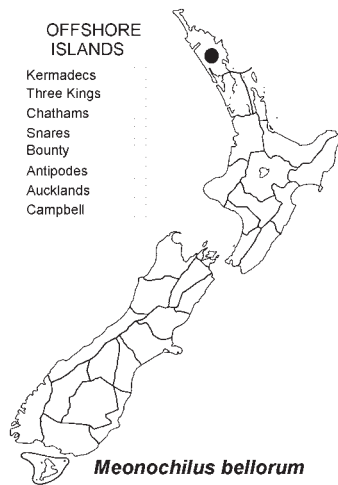 OFFSHORE
ISLANDS
Kermadecs
Three Kings
Chathams
Snares
Bounty
Antipodes
Aucklands
Campbell
Meonochilus bellorum